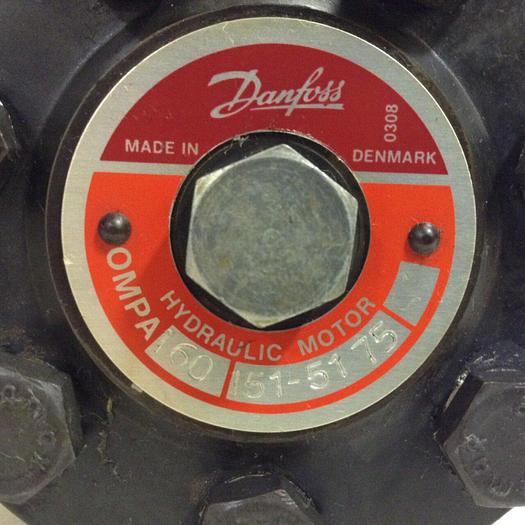 Danfoss
0308
MADE IN DENMARK
HYDRAULIC MOTOR
OMPA 160 151-5175